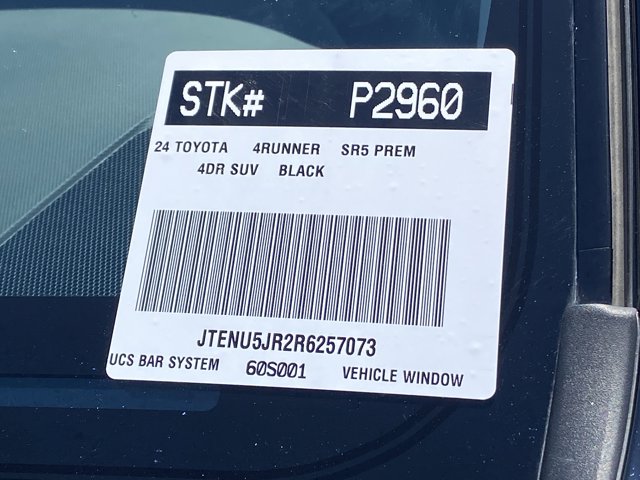 STK# P2960
24 TOYOTA 4RUNNER SR5 PREM
4DR SUV BLACK
JTENU5JR2R6257073
UCS BAR SYSTEM 60S001 VEHICLE WINDOW